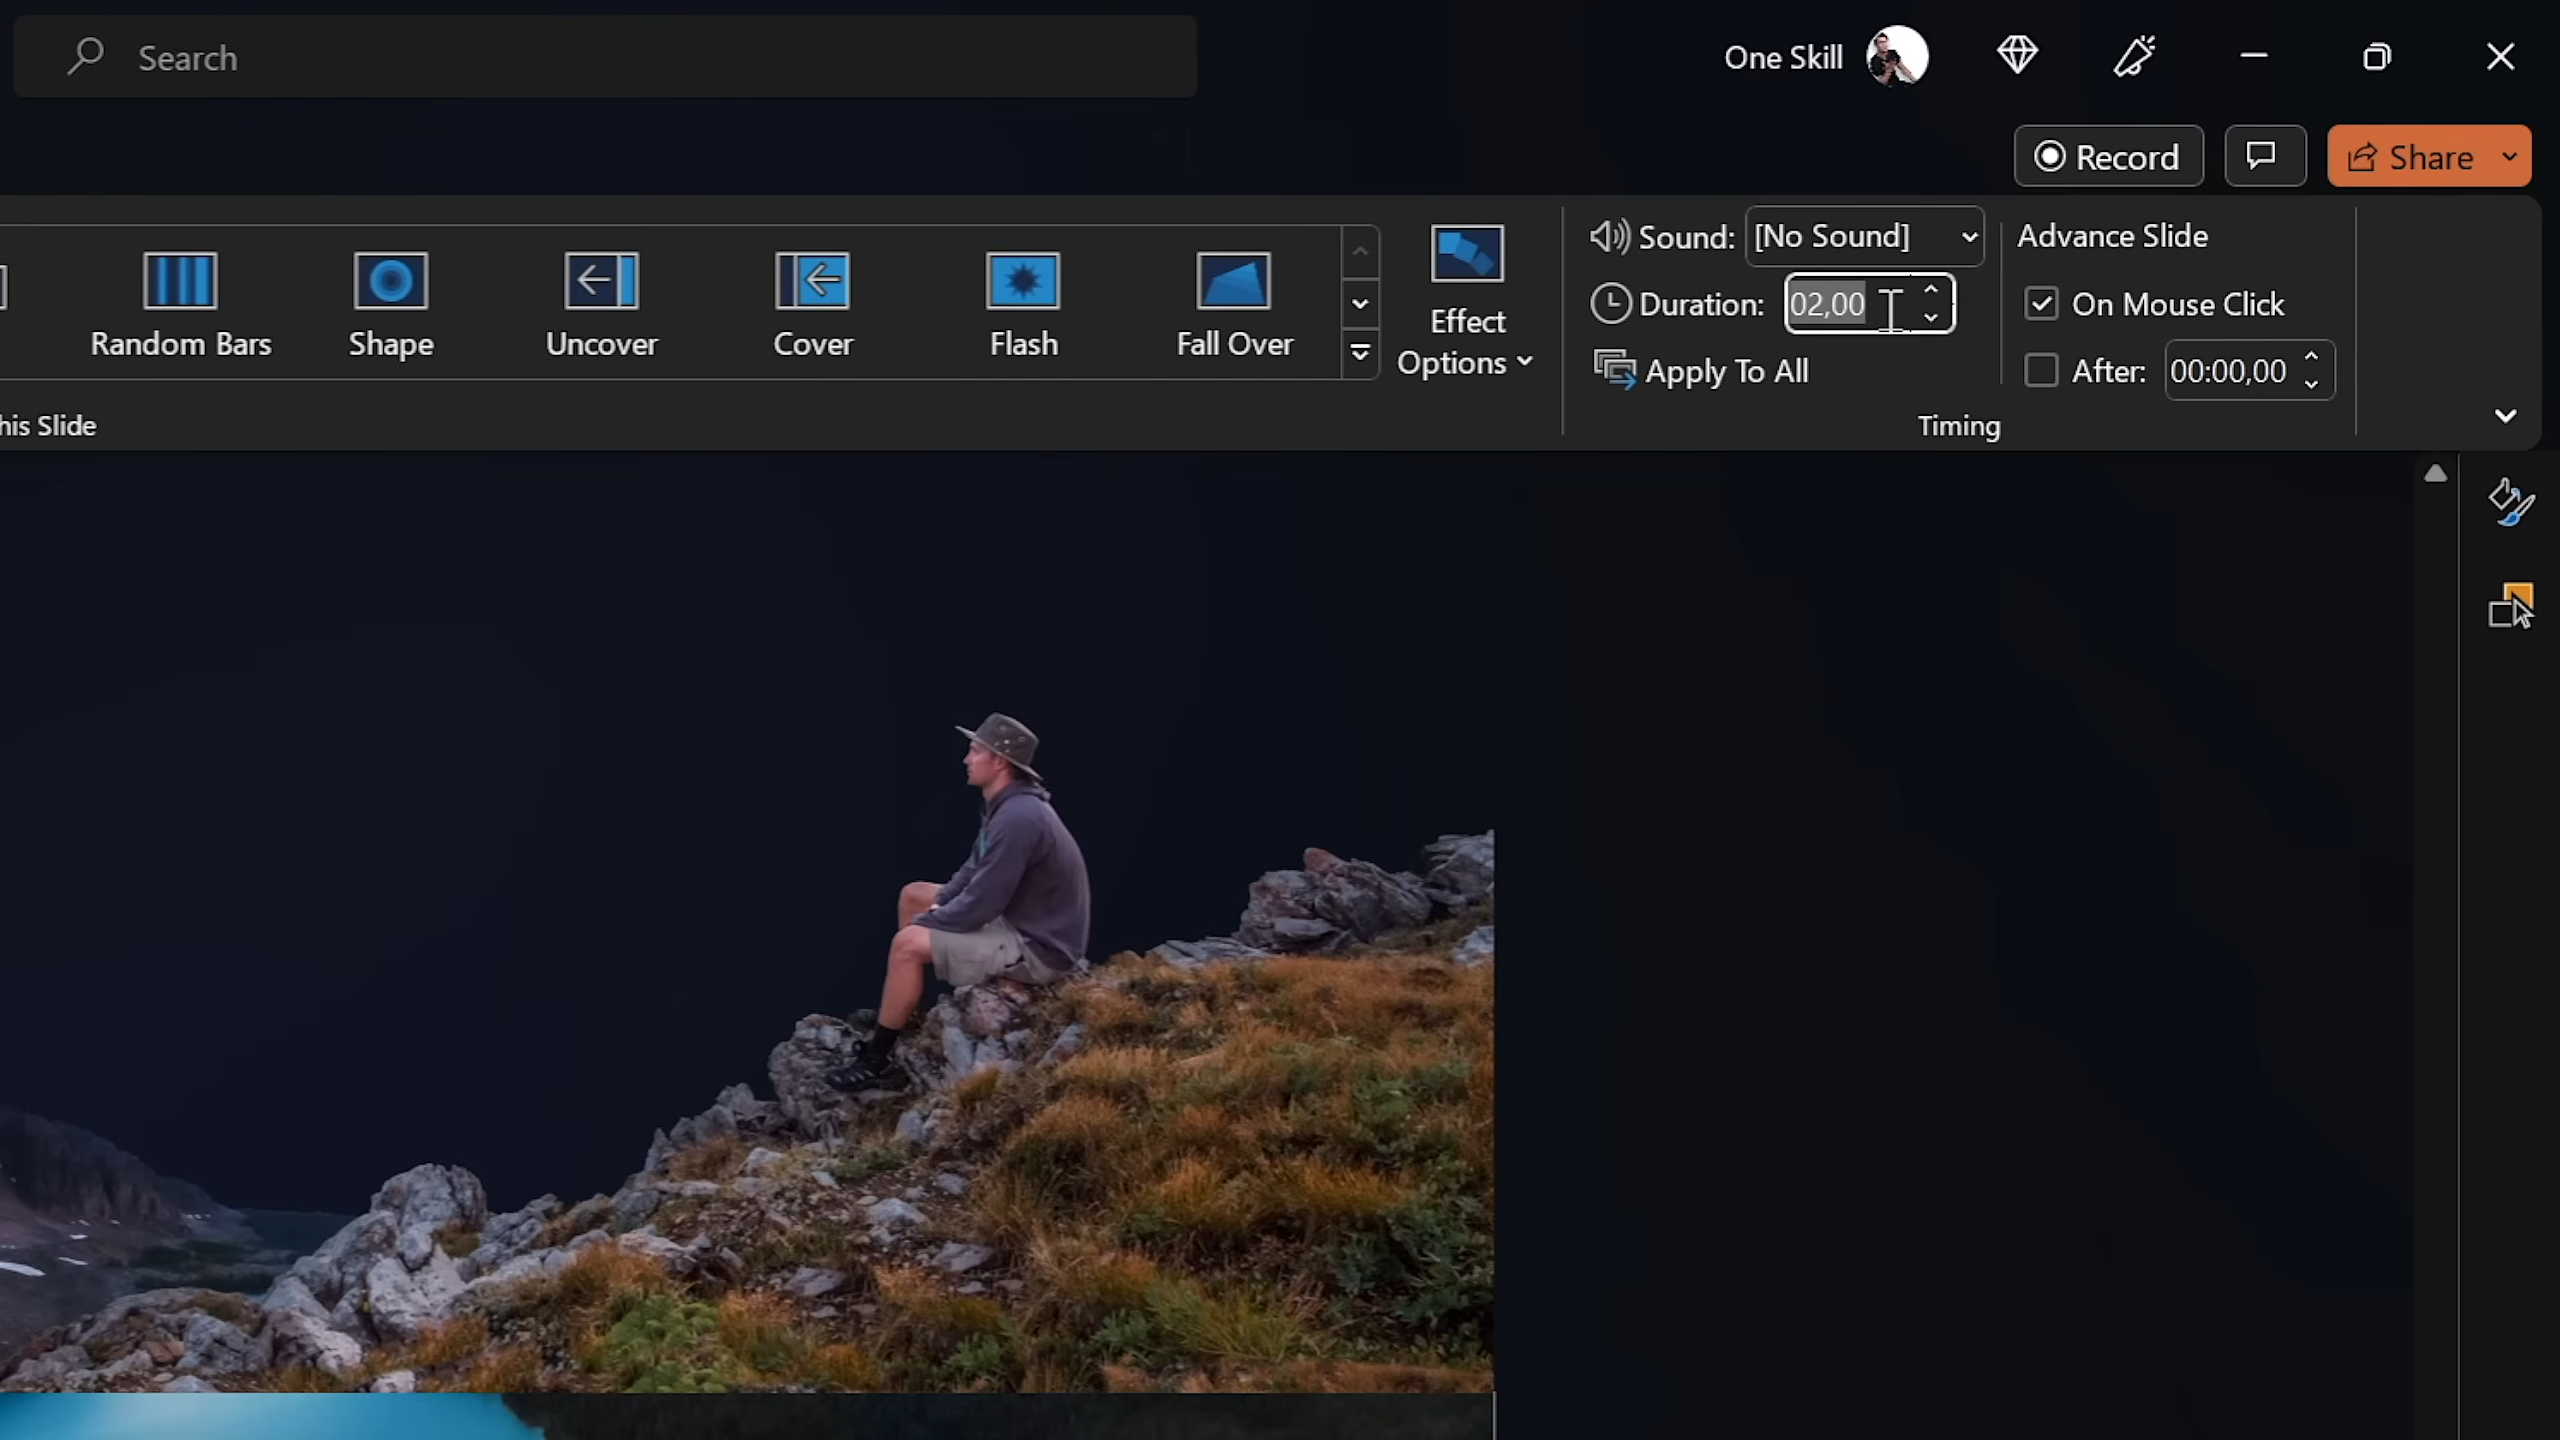 Search
One Skill
Record
Share
Random Bars
Shape
Uncover
Cover
Flash
Fall Over
Effect
Options
Sound: [No Sound]
Duration: 02,00
Apply To All
Advance Slide
On Mouse Click
After: 00:00,00
his Slide
Timing